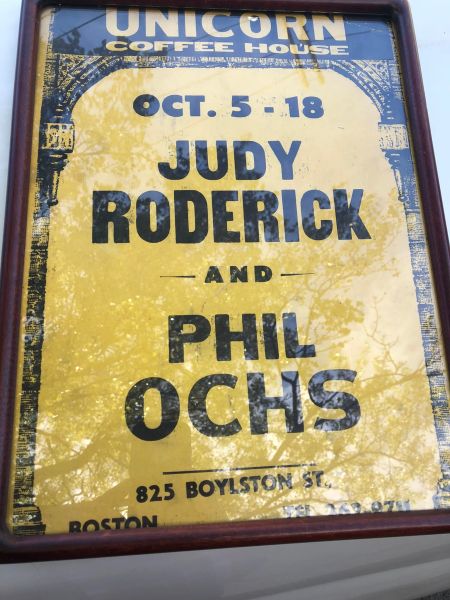 UNICORN
COFFEE HOUSE
OCT. 5 - 18
JUDY
RODERICK
— AND —
PHIL
OCHS
825 BOYLSTON ST.
BOSTON